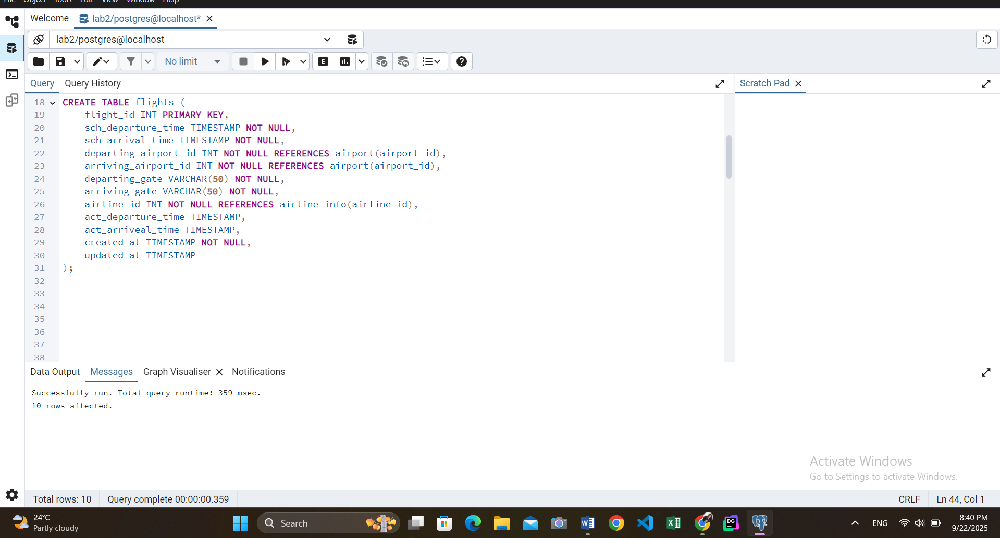 File Object Tools Edit View Window Help
Welcome lab2/postgres@localhost*
lab2/postgres@localhost
No limit
Query Query History Scratch Pad
18 CREATE TABLE flights (
19 flight_id INT PRIMARY KEY,
20 sch_departure_time TIMESTAMP NOT NULL,
21 sch_arrival_time TIMESTAMP NOT NULL,
22 departing_airport_id INT NOT NULL REFERENCES airport(airport_id),
23 arriving_airport_id INT NOT NULL REFERENCES airport(airport_id),
24 departing_gate VARCHAR(50) NOT NULL,
25 arriving_gate VARCHAR(50) NOT NULL,
26 airline_id INT NOT NULL REFERENCES airline_info(airline_id),
27 act_departure_time TIMESTAMP,
28 act_arriveal_time TIMESTAMP,
29 created_at TIMESTAMP NOT NULL,
30 updated_at TIMESTAMP
31 );
32
33
34
35
36
37
38
Data Output Messages Graph Visualiser Notifications
Successfully run. Total query runtime: 359 msec.
10 rows affected.
Activate Windows
Go to Settings to activate Windows.
Total rows: 10 Query complete 00:00:00.359 CRLF Ln 44, Col 1
24°C
Partly cloudy
Search
ENG
8:40 PM
9/22/2025